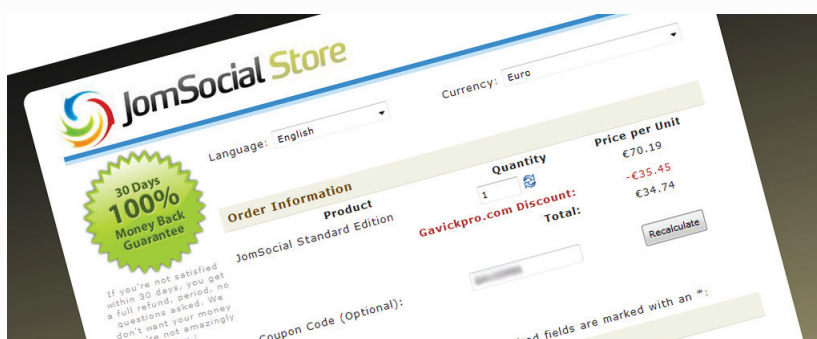 JomSocial Store
Language: English
Currency: Euro
30 Days
100%
Money Back
Guarantee
If you're not satisfied
within 30 days, you get
a full refund, period, no
questions asked. We
don't want your money
not amazingly
Order Information
Product Quantity Price per Unit
JomSocial Standard Edition 1 €70.19
Gavickpro.com Discount: -€35.45
Total: €34.74
Recalculate
Coupon Code (Optional):
fields are marked with an *: